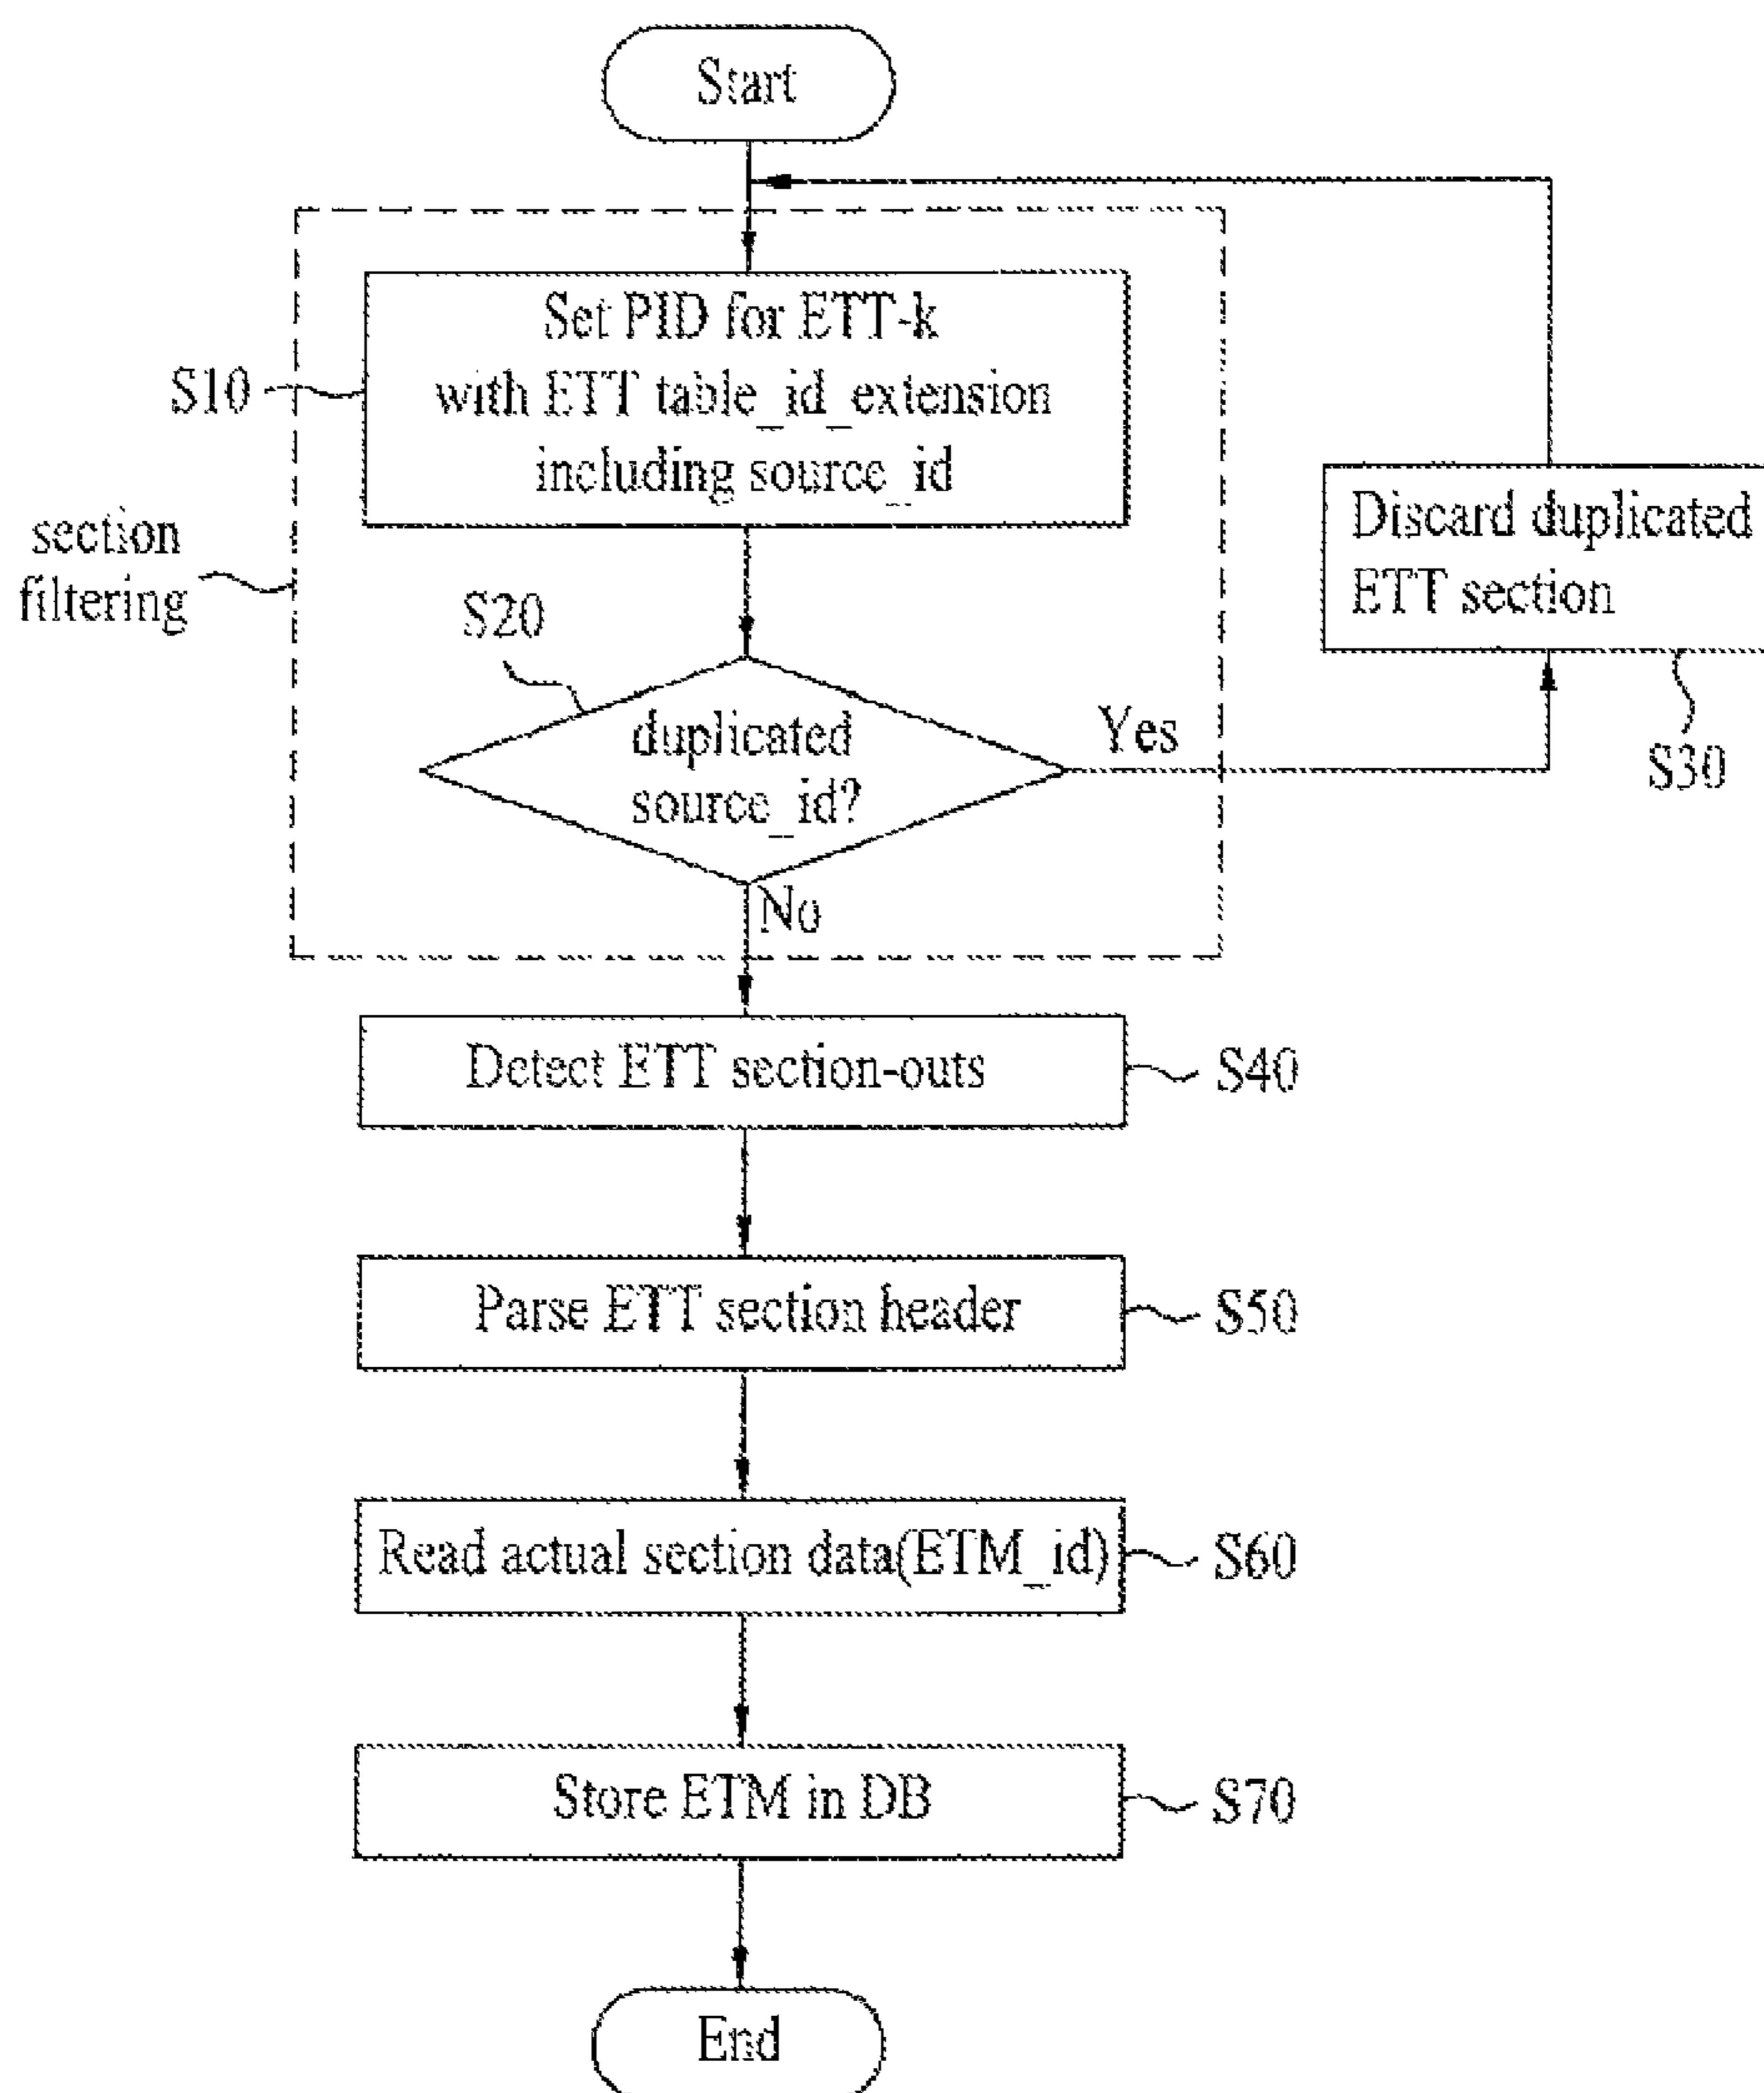 Start
Set PID for ETT-k
with ETT table_id_extension
including source_id
S10
section
filtering
Discard duplicated
ETT section
S30
S20
duplicated
source_id?
Yes
No
Detect ETT section-outs
S40
Parse ETT section header
S50
Read actual section data(ETM_id)
S60
Store ETM in DB
S70
End